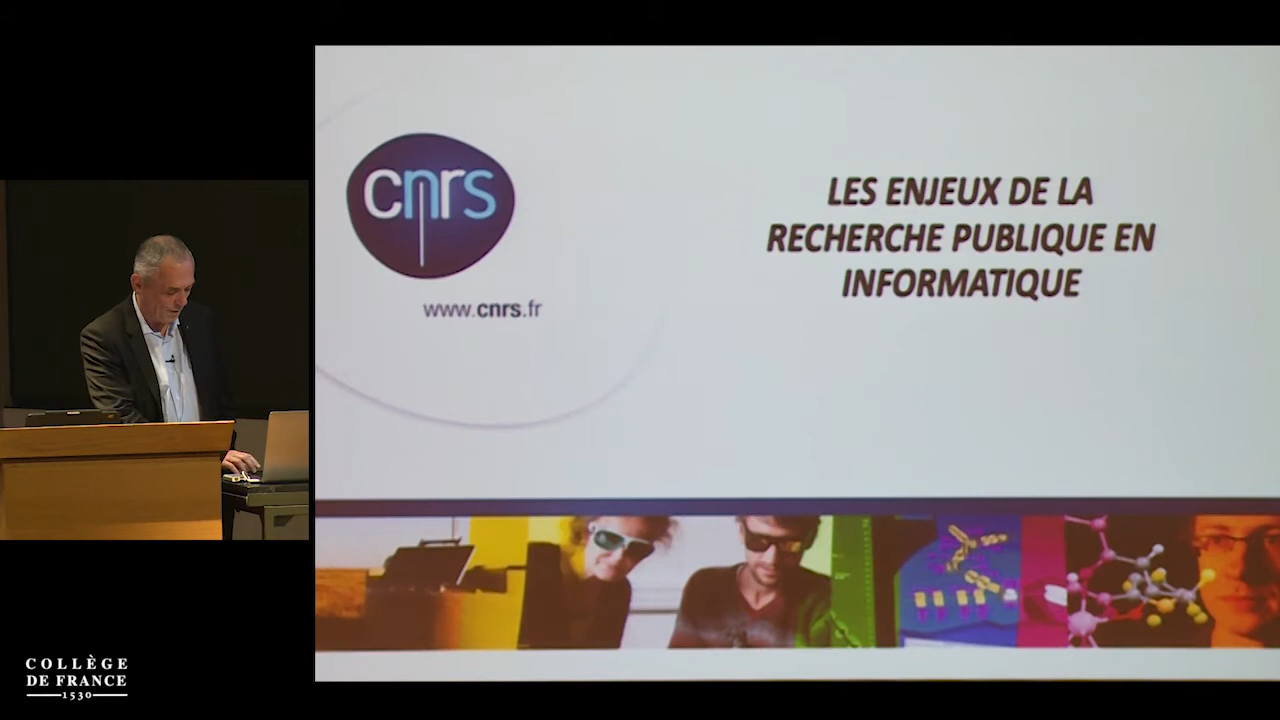 cnrs
www.cnrs.fr
LES ENJEUX DE LA
RECHERCHE PUBLIQUE EN
INFORMATIQUE
COLLÈGE
DE FRANCE
1530